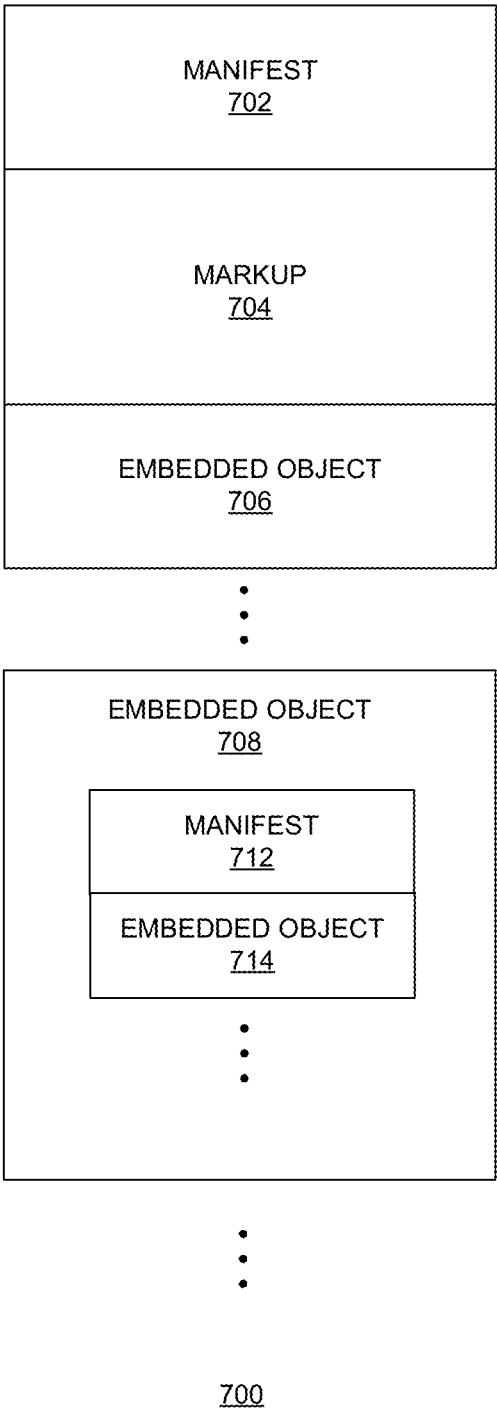 MANIFEST
702
MARKUP
704
EMBEDDED OBJECT
706
EMBEDDED OBJECT
708
MANIFEST
712
EMBEDDED OBJECT
714
700